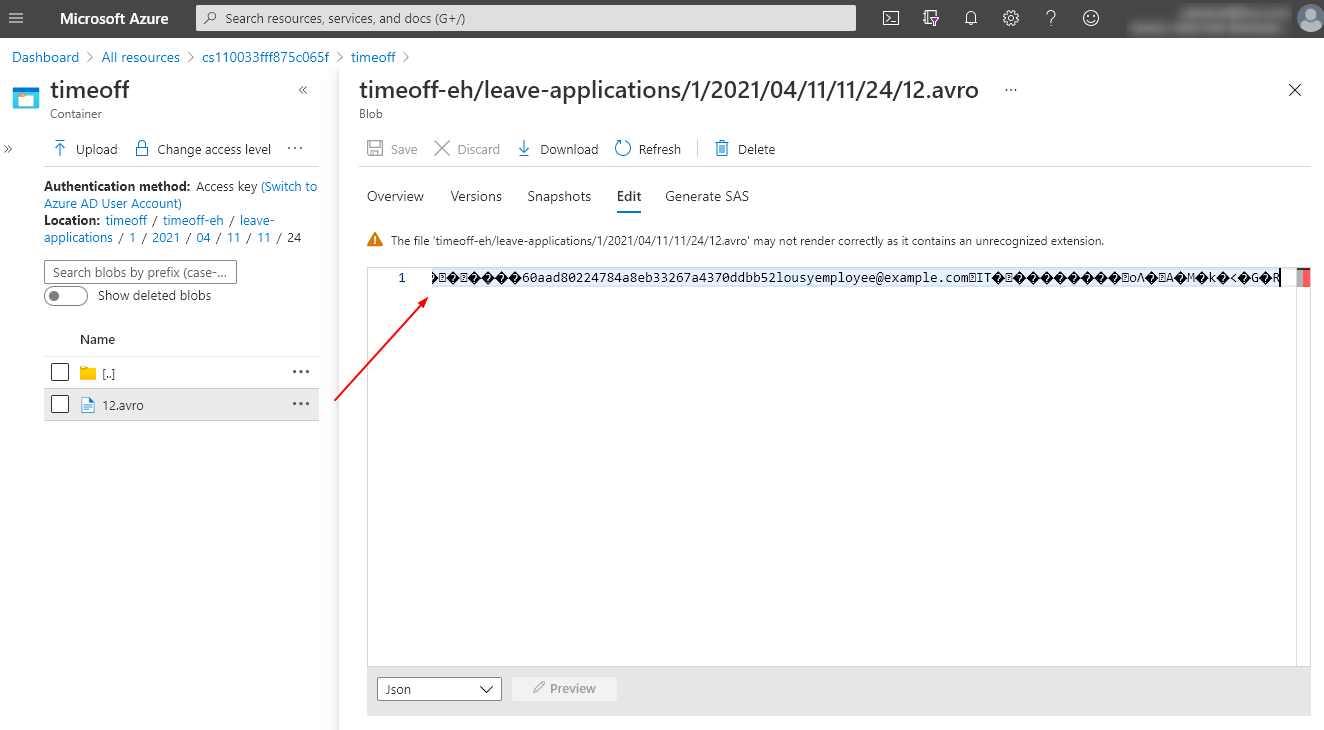 Microsoft Azure
Search resources, services, and docs (G+/)
Dashboard > All resources > cs110033fff875c065f > timeoff >
timeoff
Container
Upload
Change access level
Authentication method: Access key (Switch to
Azure AD User Account)
Location: timeoff / timeoff-eh / leave-
applications / 1 / 2021 / 04 / 11 / 11 / 24
Search blobs by prefix (case-...
Show deleted blobs
Name
[..]
12.avro
timeoff-eh/leave-applications/1/2021/04/11/11/24/12.avro
Blob
Save Discard Download Refresh Delete
Overview Versions Snapshots Edit Generate SAS
The file 'timeoff-eh/leave-applications/1/2021/04/11/11/24/12.avro' may not render correctly as it contains an unrecognized extension.
1 �␀�␀����60aad80224784a8eb33267a4370ddbb52lousyemployee@example.com␀IT�␀��������␀oΛ�␀A�M�k�<�G�R
Json
Preview